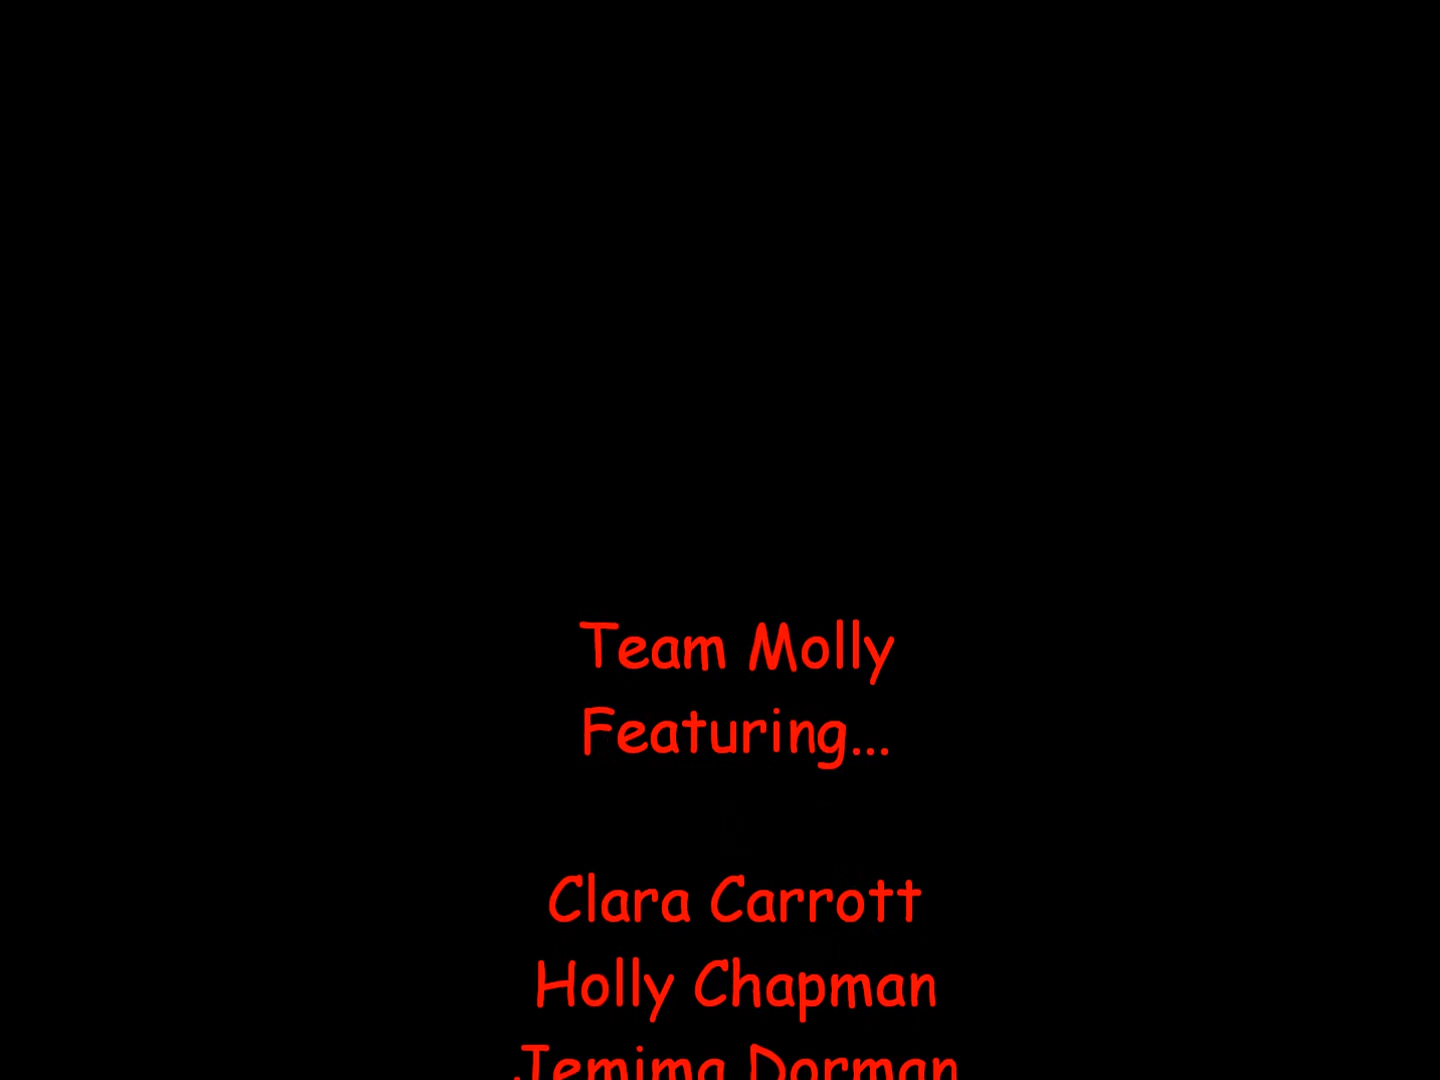 Team Molly
Featuring...
Clara Carrott
Holly Chapman
Jemima Dorman